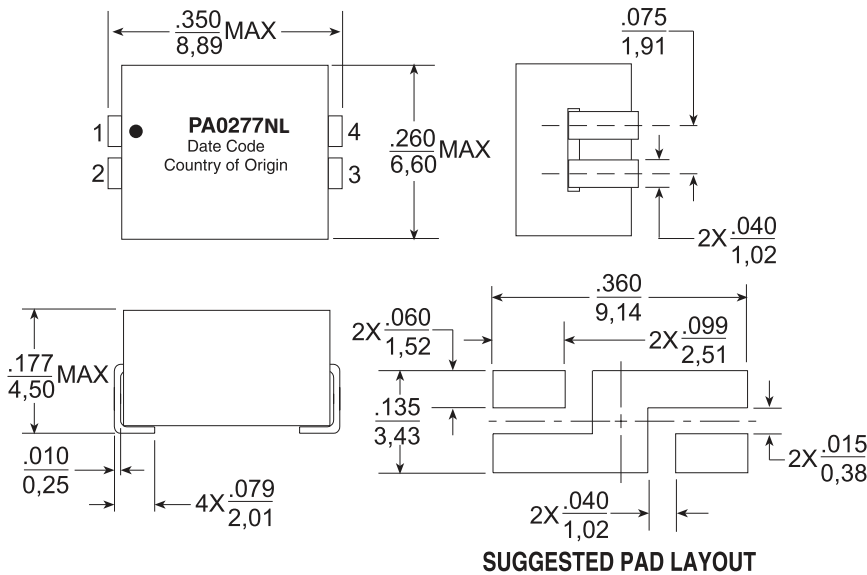 .350
8,89 MAX
.075
1,91
1
PA0277NL
4
Date Code
Country of Origin
2
3
.260
6,60 MAX
2X .040
1,02
.360
9,14
2X .060
1,52
2X .099
2,51
.177
4,50 MAX
.135
3,43
.010
0,25
2X .015
0,38
4X .079
2,01
2X .040
1,02
SUGGESTED PAD LAYOUT